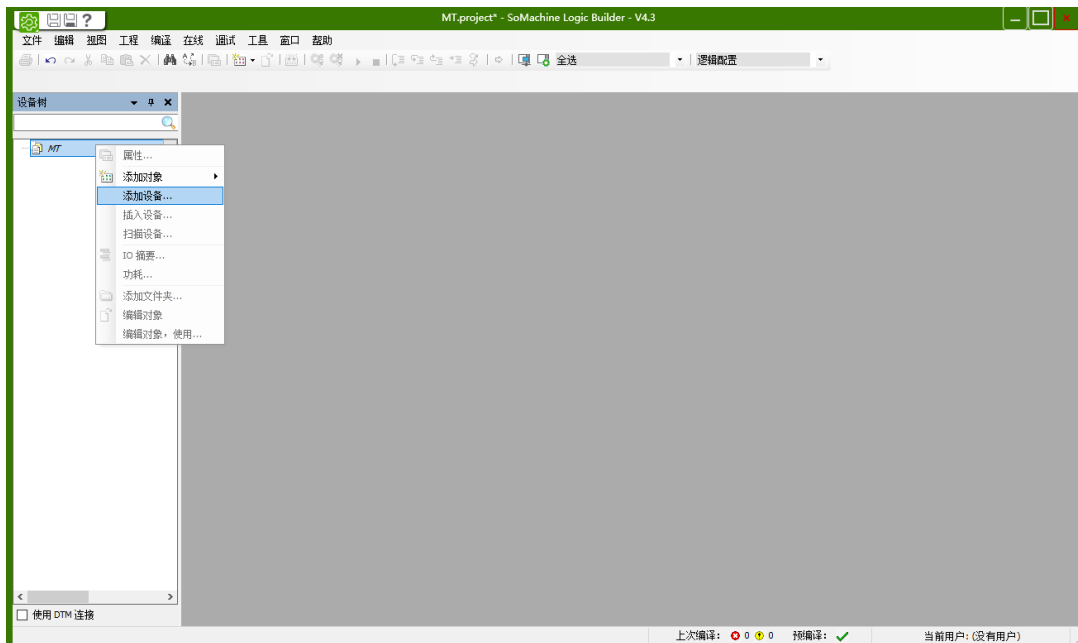 MT.project* - SoMachine Logic Builder - V4.3
文件 编辑 视图 工程 编译 在线 调试 工具 窗口 帮助
全选 逻辑配置
设备树
MT
属性...
添加对象
添加设备...
插入设备...
扫描设备...
IO 摘要...
功耗...
添加文件夹...
编辑对象
编辑对象，使用...
使用 DTM 连接
上次编译： 0 0 预编译： 当前用户: (没有用户)